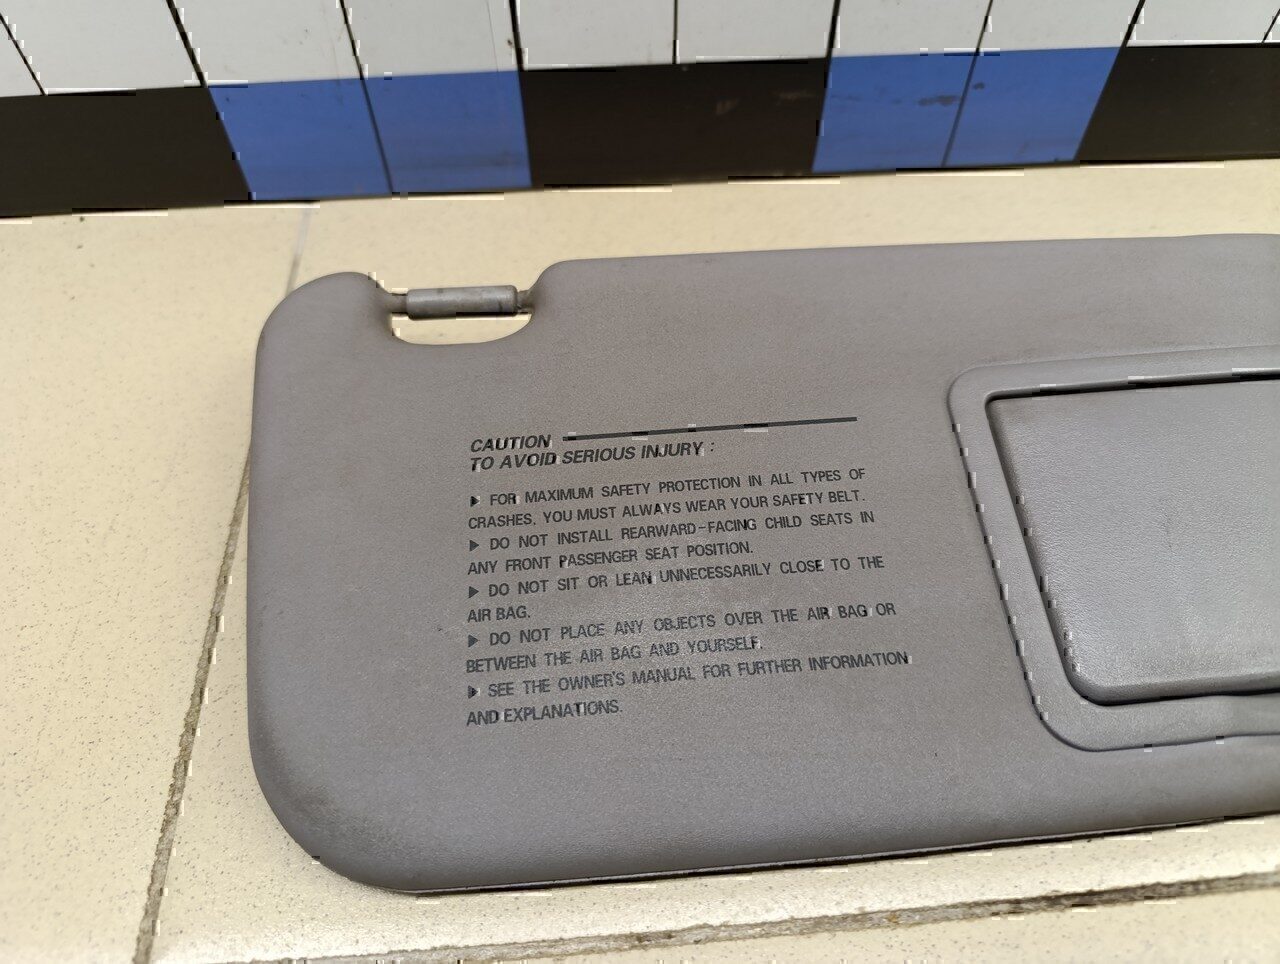 CAUTION
TO AVOID SERIOUS INJURY :
▶ FOR MAXIMUM SAFETY PROTECTION IN ALL TYPES OF
CRASHES, YOU MUST ALWAYS WEAR YOUR SAFETY BELT.
▶ DO NOT INSTALL REARWARD-FACING CHILD SEATS IN
ANY FRONT PASSENGER SEAT POSITION.
▶ DO NOT SIT OR LEAN UNNECESSARILY CLOSE TO THE
AIR BAG.
▶ DO NOT PLACE ANY OBJECTS OVER THE AIR BAG OR
BETWEEN THE AIR BAG AND YOURSELF.
▶ SEE THE OWNER'S MANUAL FOR FURTHER INFORMATION
AND EXPLANATIONS.